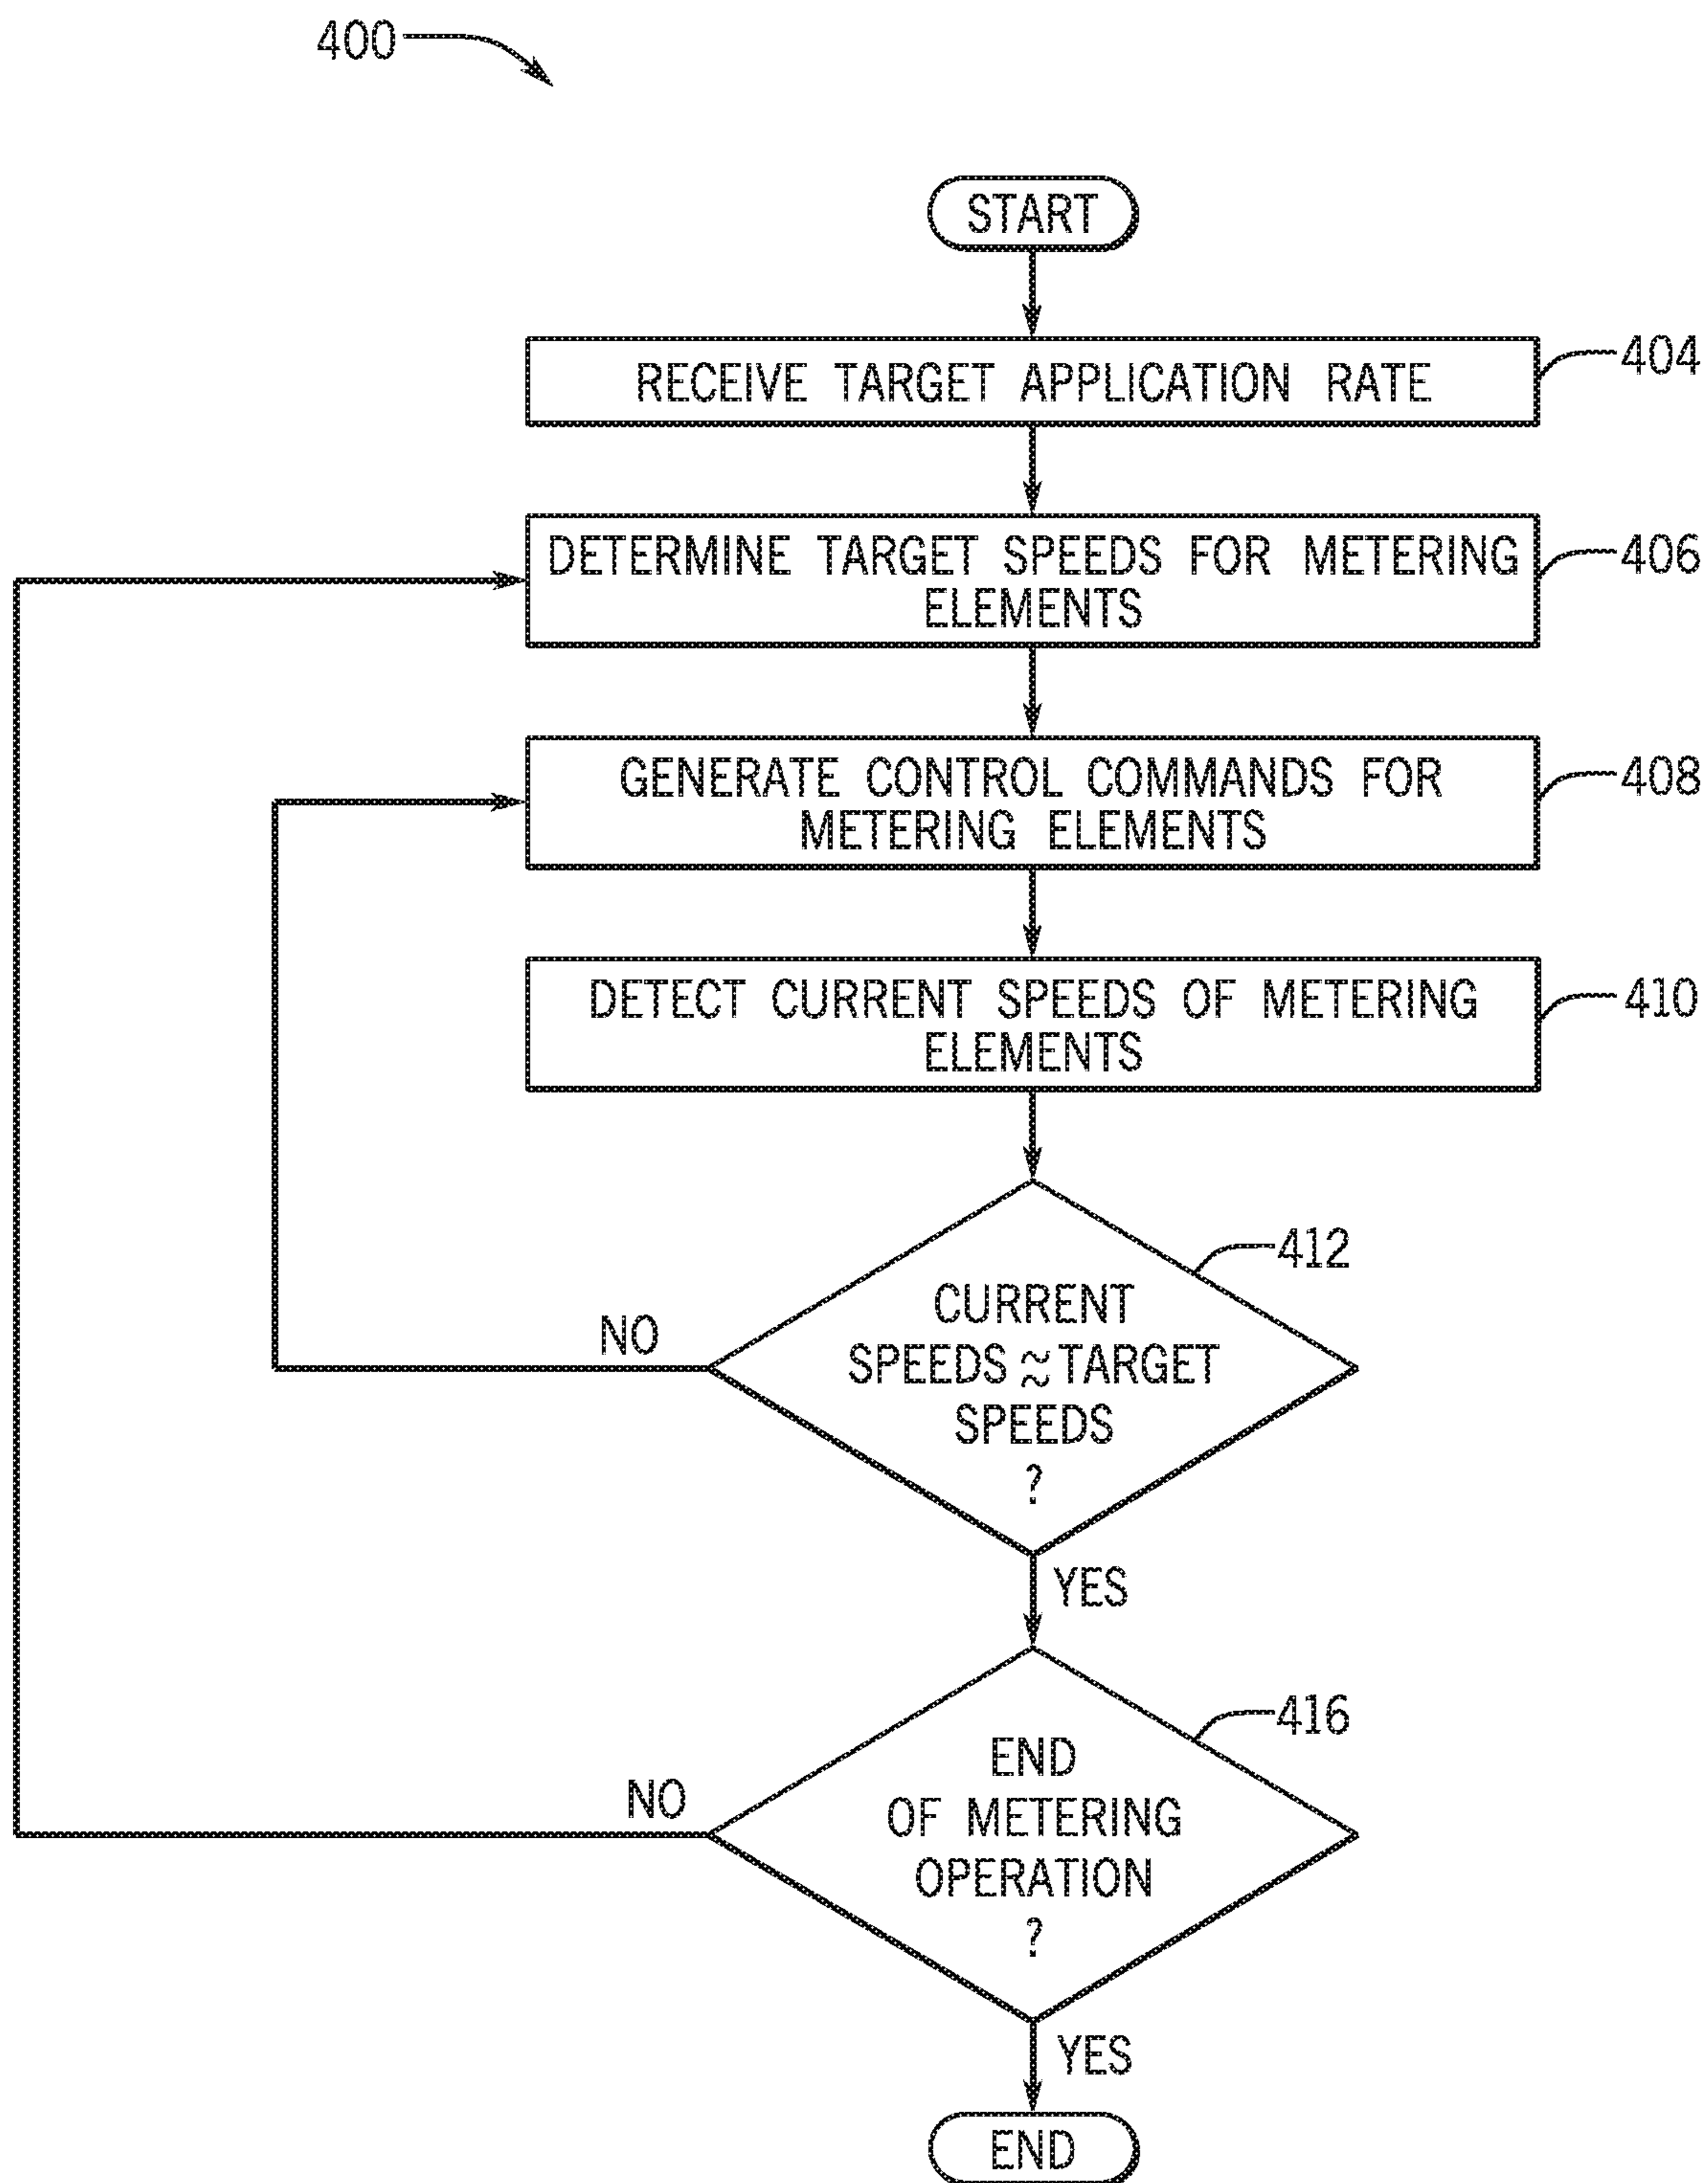 400
START
RECEIVE TARGET APPLICATION RATE
404
DETERMINE TARGET SPEEDS FOR METERING
ELEMENTS
406
GENERATE CONTROL COMMANDS FOR
METERING ELEMENTS
408
DETECT CURRENT SPEEDS OF METERING
ELEMENTS
410
412
CURRENT
SPEEDS ≈ TARGET
SPEEDS
?
NO
YES
416
END
OF METERING
OPERATION
?
NO
YES
END